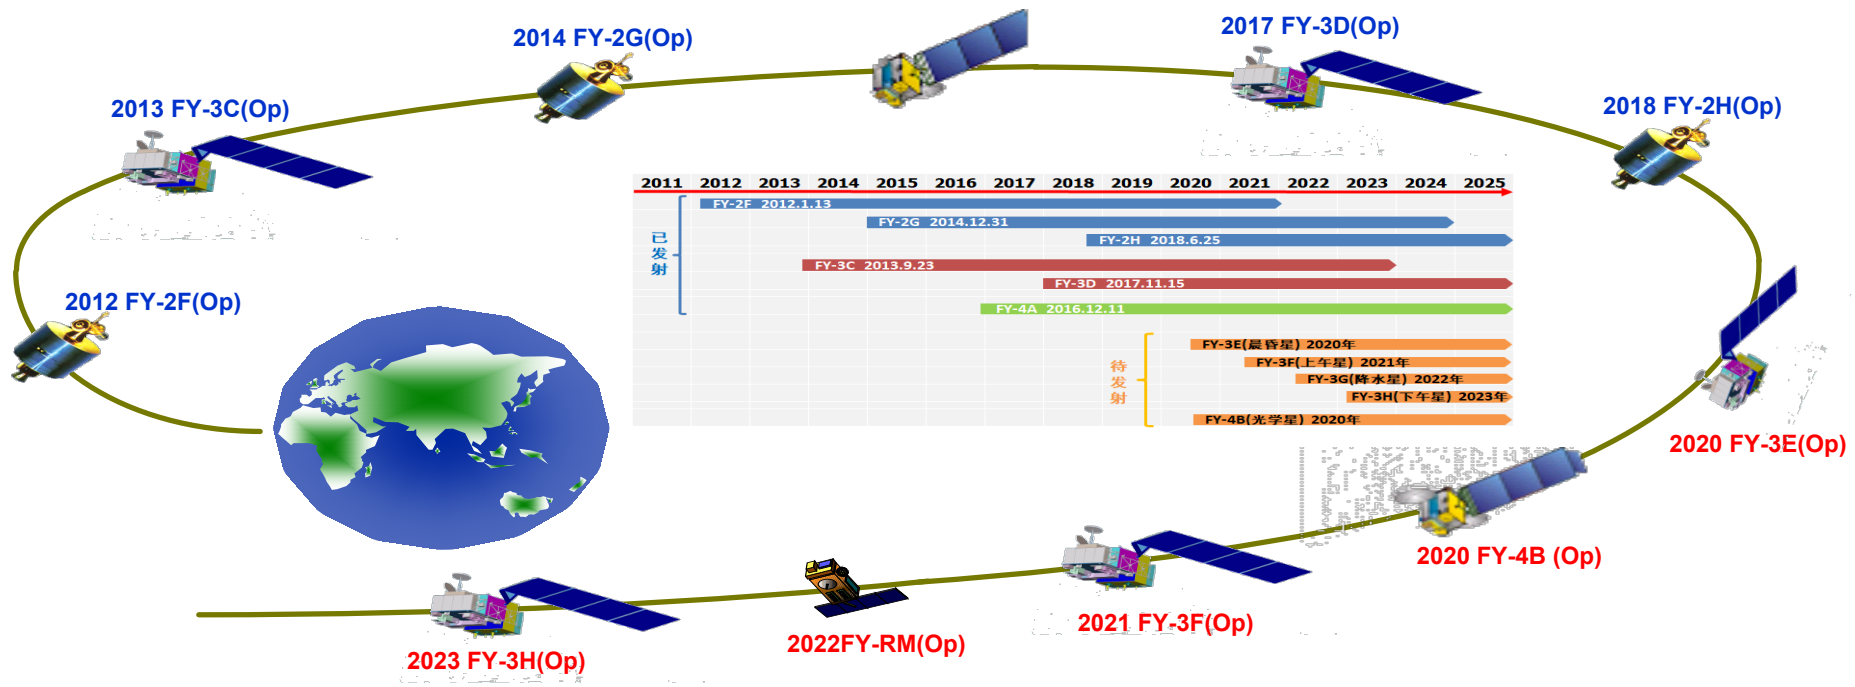 2014 FY-2G(Op)
2017 FY-3D(Op)
2013 FY-3C(Op)
2018 FY-2H(Op)
2011 2012 2013 2014 2015 2016 2017 2018 2019 2020 2021 2022 2023 2024 2025
已发射
FY-2F 2012.1.13
FY-2G 2014.12.31
FY-2H 2018.6.25
FY-3C 2013.9.23
FY-3D 2017.11.15
FY-4A 2016.12.11
待发射
FY-3E(晨昏星) 2020年
FY-3F(上午星) 2021年
FY-3G(降水星) 2022年
FY-3H(下午星) 2023年
FY-4B(光学星) 2020年
2012 FY-2F(Op)
2020 FY-3E(Op)
2020 FY-4B (Op)
2021 FY-3F(Op)
2022FY-RM(Op)
2023 FY-3H(Op)